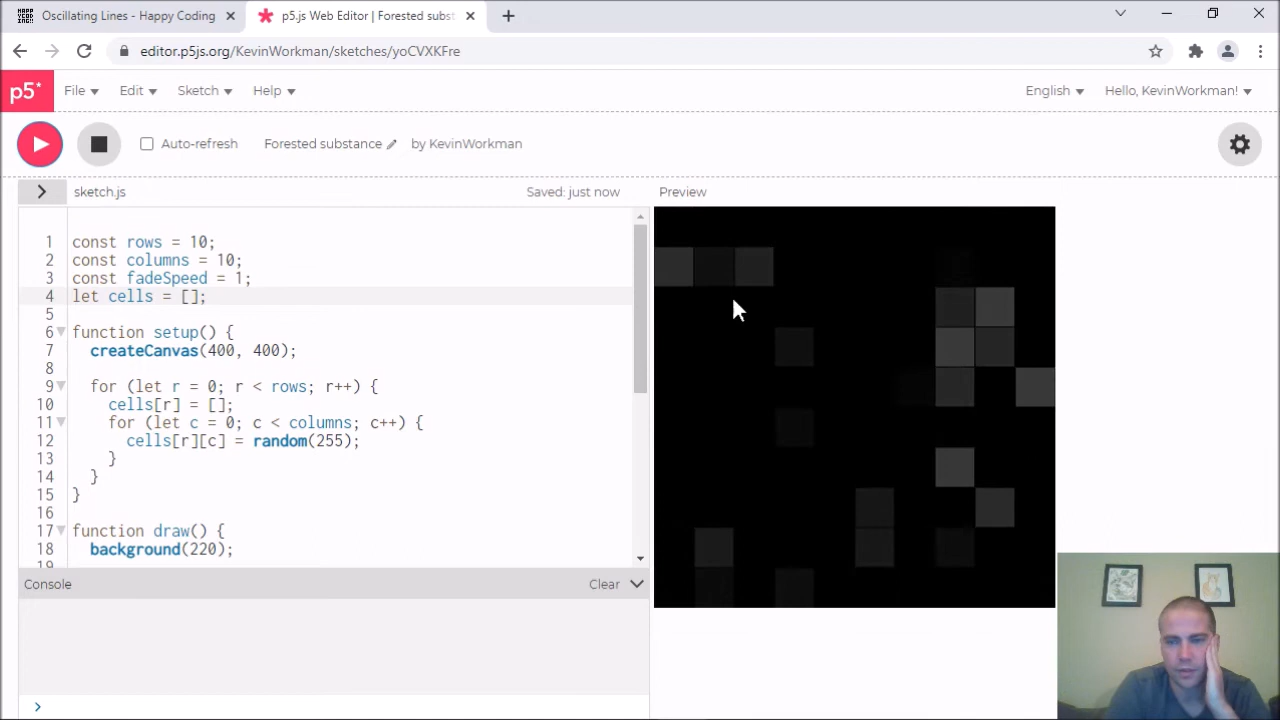 Oscillating Lines - Happy Coding
p5.js Web Editor | Forested subst
editor.p5js.org/KevinWorkman/sketches/yoCVXKFre
p5* File Edit Sketch Help English Hello, KevinWorkman!
Auto-refresh Forested substance by KevinWorkman
sketch.js Saved: just now Preview
1 const rows = 10;
2 const columns = 10;
3 const fadeSpeed = 1;
4 let cells = [];
5
6 function setup() {
7 createCanvas(400, 400);
8
9 for (let r = 0; r < rows; r++) {
10 cells[r] = [];
11 for (let c = 0; c < columns; c++) {
12 cells[r][c] = random(255);
13 }
14 }
15 }
16
17 function draw() {
18 background(220);
19
Console Clear
>